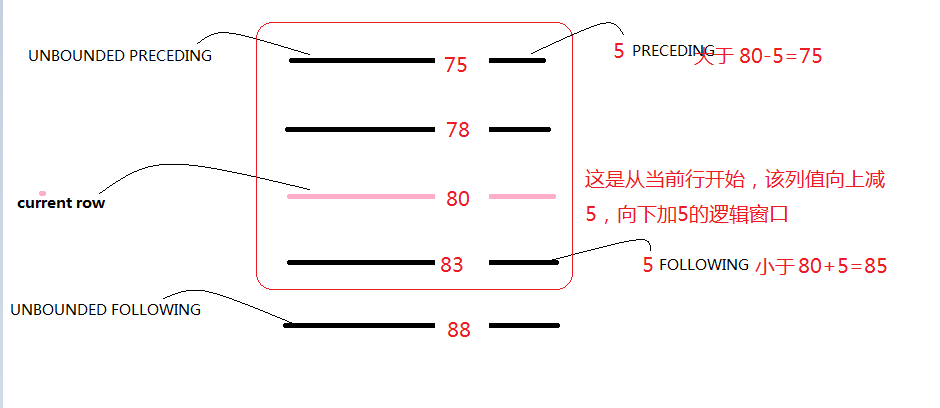 UNBOUNDED PRECEDING
75
5 PRECEDING
大于 80-5=75
78
current row
80
这是从当前行开始，该列值向上减
5，向下加5的逻辑窗口
83
5 FOLLOWING 小于 80+5=85
UNBOUNDED FOLLOWING
88